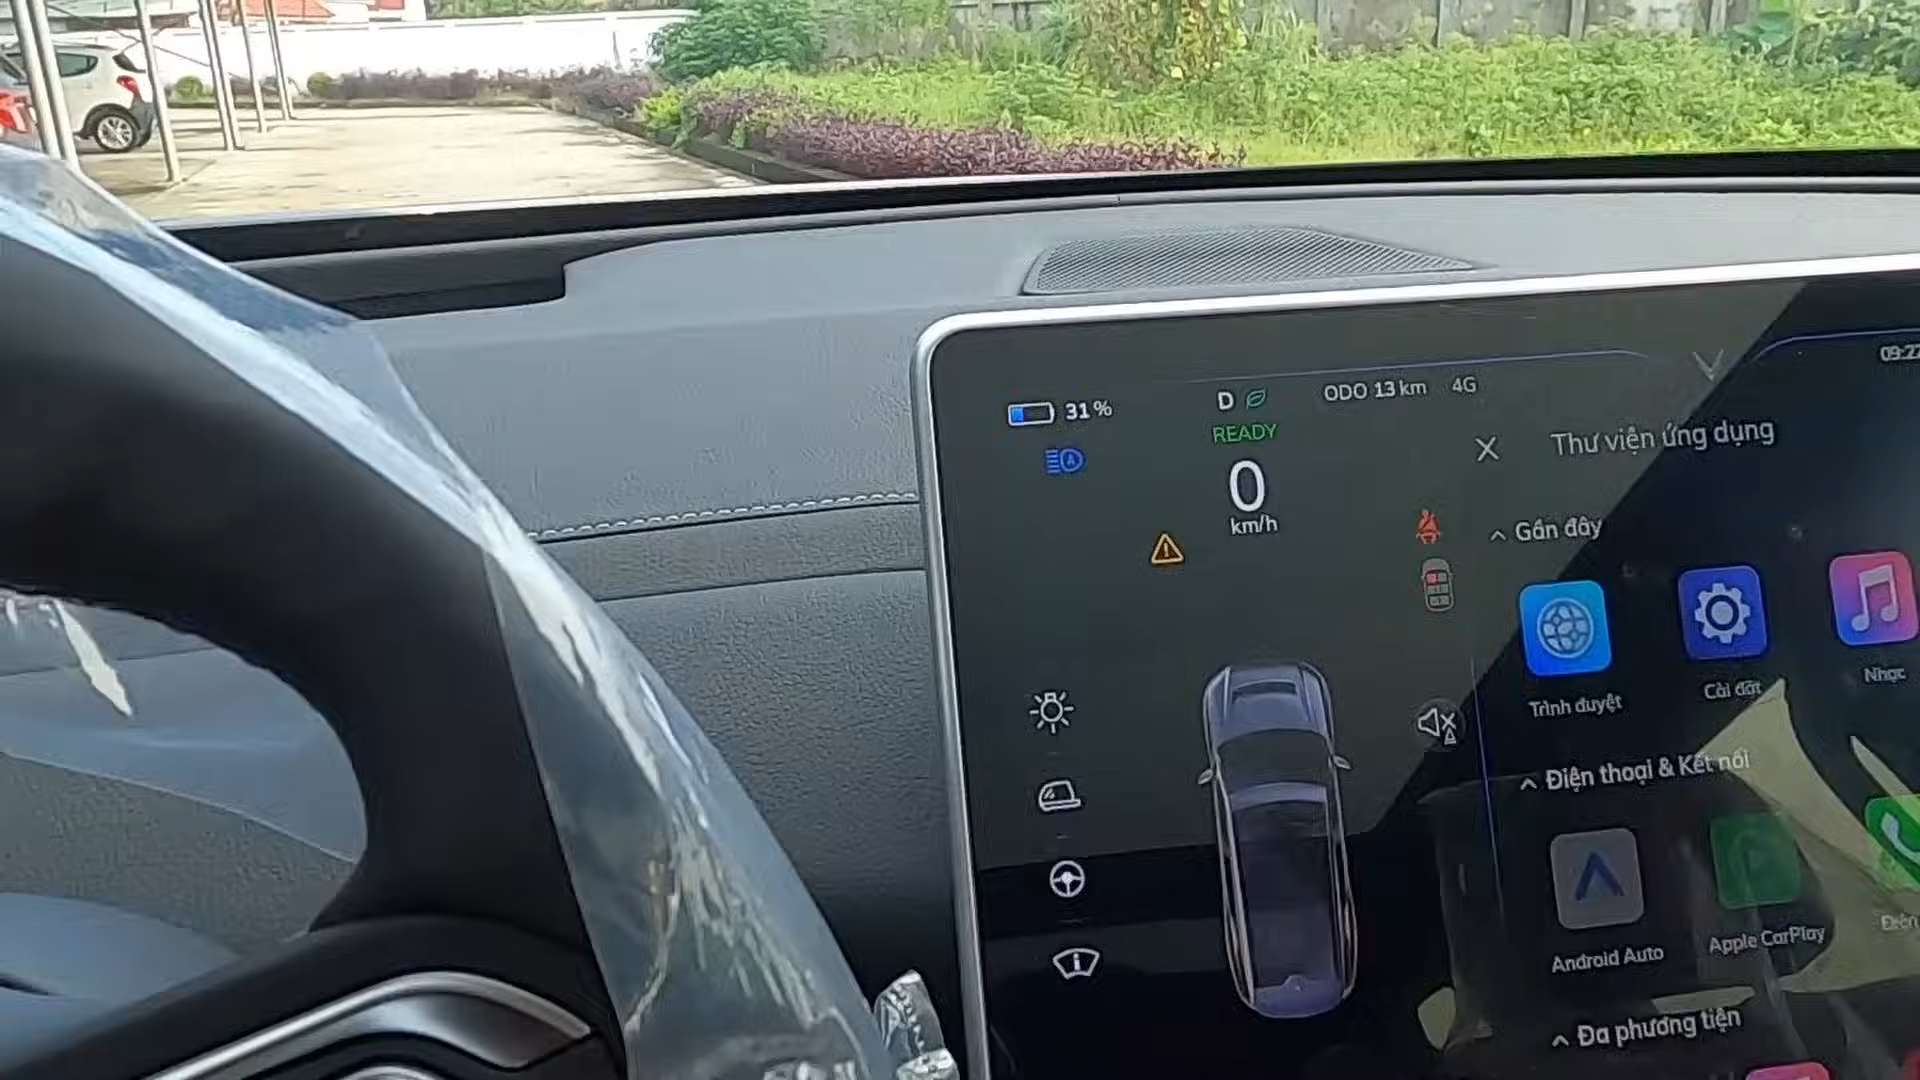 31%
D
READY
0
km/h
ODO 13 km 4G
Thư viện ứng dụng
Gần đây
Trình duyệt
Cài đặt
Nhạc
Điện thoại & Kết nối
Android Auto
Apple CarPlay
Đa phương tiện